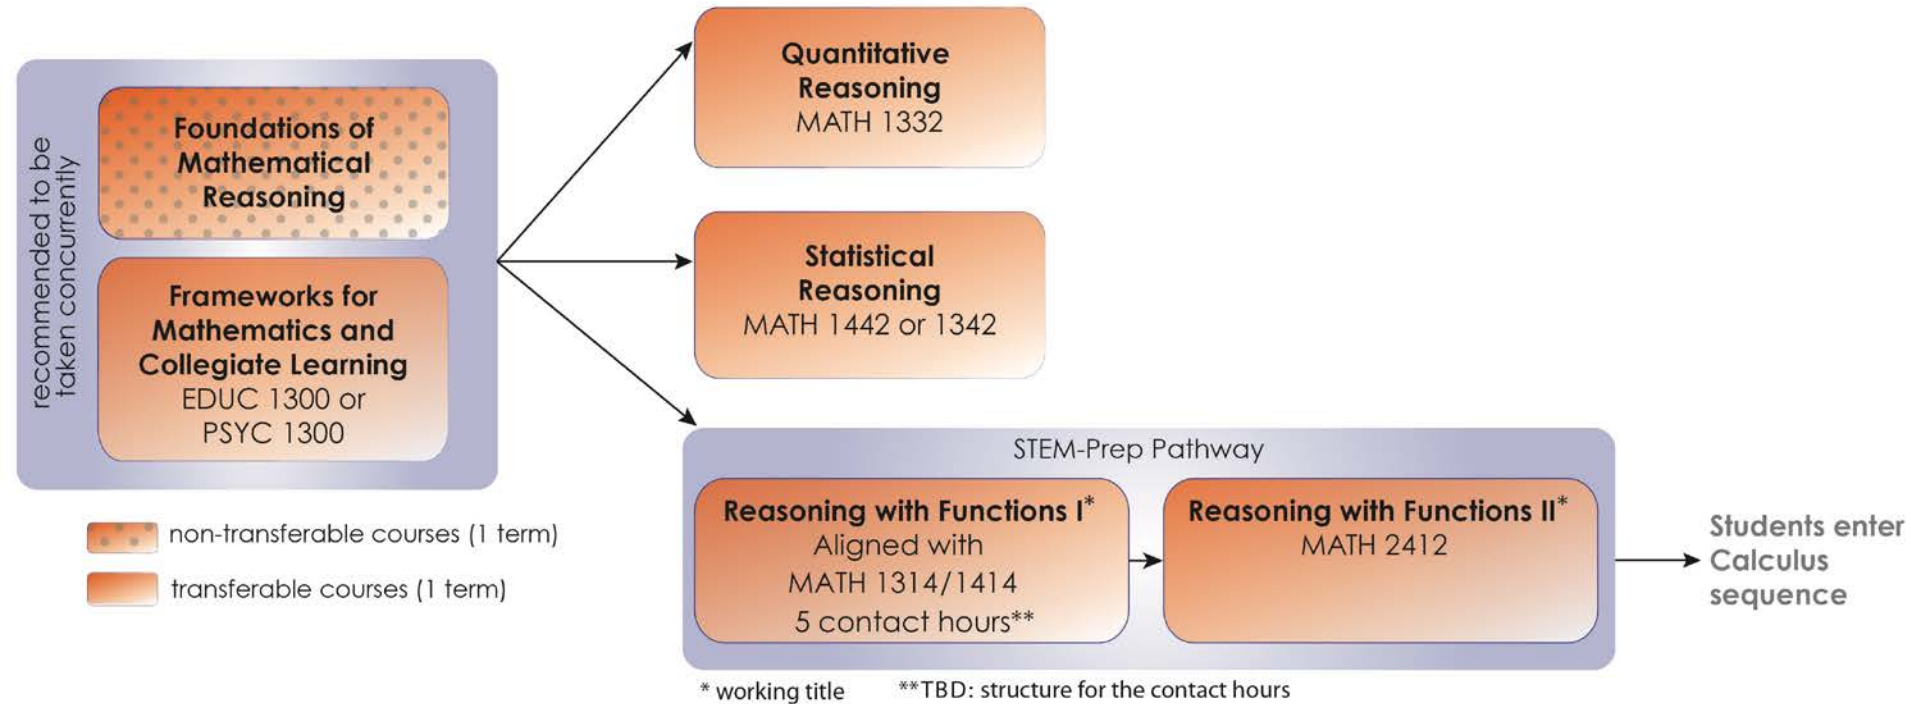 recommended to be
taken concurrently
Foundations of
Mathematical
Reasoning
Frameworks for
Mathematics and
Collegiate Learning
EDUC 1300 or
PSYC 1300
non-transferable courses (1 term)
transferable courses (1 term)
Quantitative
Reasoning
MATH 1332
Statistical
Reasoning
MATH 1442 or 1342
STEM-Prep Pathway
Reasoning with Functions I*
Aligned with
MATH 1314/1414
5 contact hours**
Reasoning with Functions II*
MATH 2412
Students enter
Calculus
sequence
* working title
**TBD: structure for the contact hours